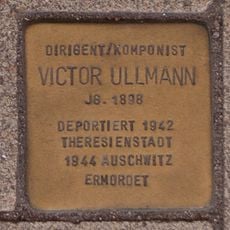 DIRIGENT/KOMPONIST
VICTOR ULLMANN
JG. 1898
DEPORTIERT 1942
THERESIENSTADT
1944 AUSCHWITZ
ERMORDET